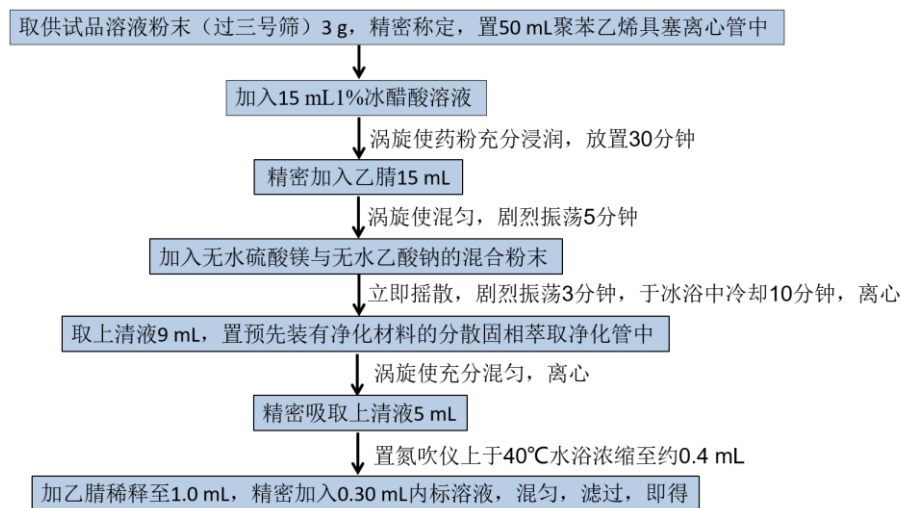 取供试品溶液粉末（过三号筛）3 g，精密称定，置50 mL聚苯乙烯具塞离心管中
加入15 mL1%冰醋酸溶液
涡旋使药粉充分浸润，放置30分钟
精密加入乙腈15 mL
涡旋使混匀，剧烈振荡5分钟
加入无水硫酸镁与无水乙酸钠的混合粉末
立即摇散，剧烈振荡3分钟，于冰浴中冷却10分钟，离心
取上清液9 mL，置预先装有净化材料的分散固相萃取净化管中
涡旋使充分混匀，离心
精密吸取上清液5 mL
置氮吹仪上于40℃水浴浓缩至约0.4 mL
加乙腈稀释至1.0 mL，精密加入0.30 mL内标溶液，混匀，滤过，即得